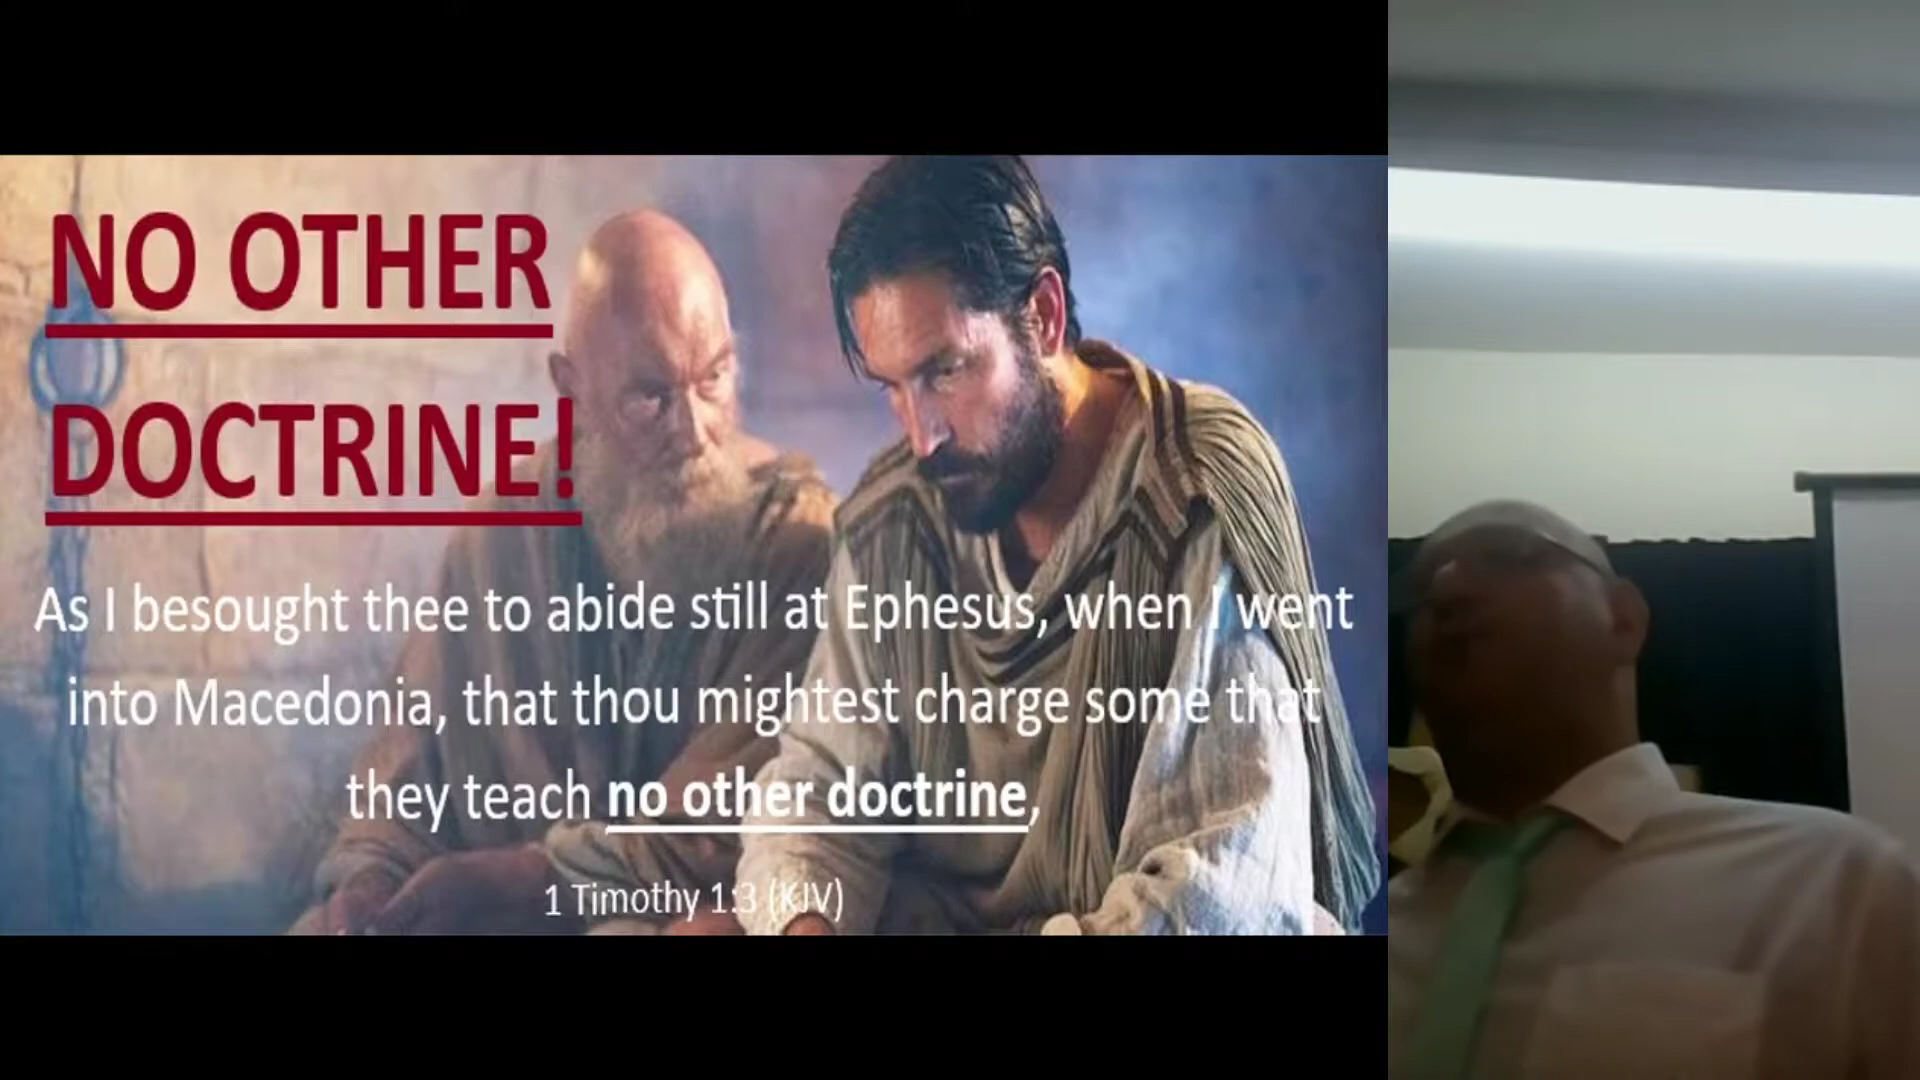 NO OTHER
DOCTRINE!
As I besought thee to abide still at Ephesus, when I went
into Macedonia, that thou mightest charge some that
they teach no other doctrine,
1 Timothy 1:3 (KJV)